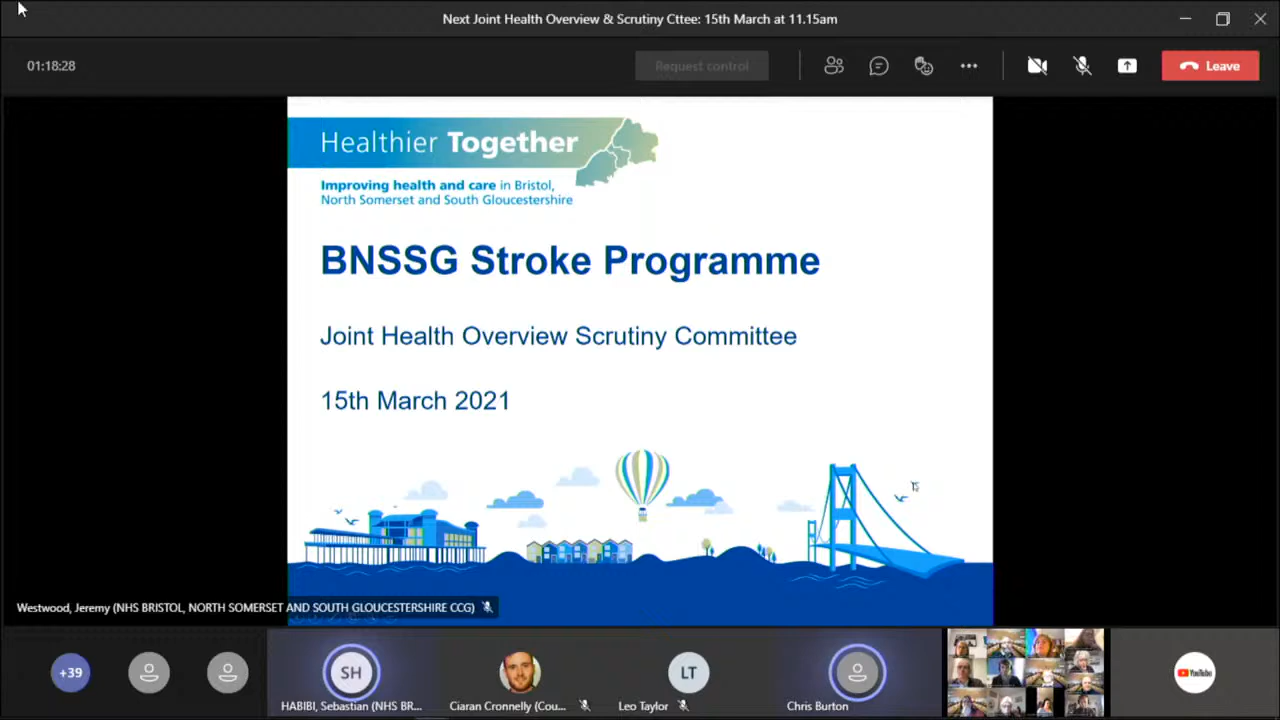 Next Joint Health Overview & Scrutiny Cttee: 15th March at 11.15am
01:18:28
Request control
Leave
Healthier Together
Improving health and care in Bristol,
North Somerset and South Gloucestershire
BNSSG Stroke Programme
Joint Health Overview Scrutiny Committee
15th March 2021
Westwood, Jeremy (NHS BRISTOL, NORTH SOMERSET AND SOUTH GLOUCESTERSHIRE CCG)
+39
SH
LT
YouTube
HABIBI, Sebastian (NHS BR...
Ciaran Cronnelly (Cou...
Leo Taylor
Chris Burton